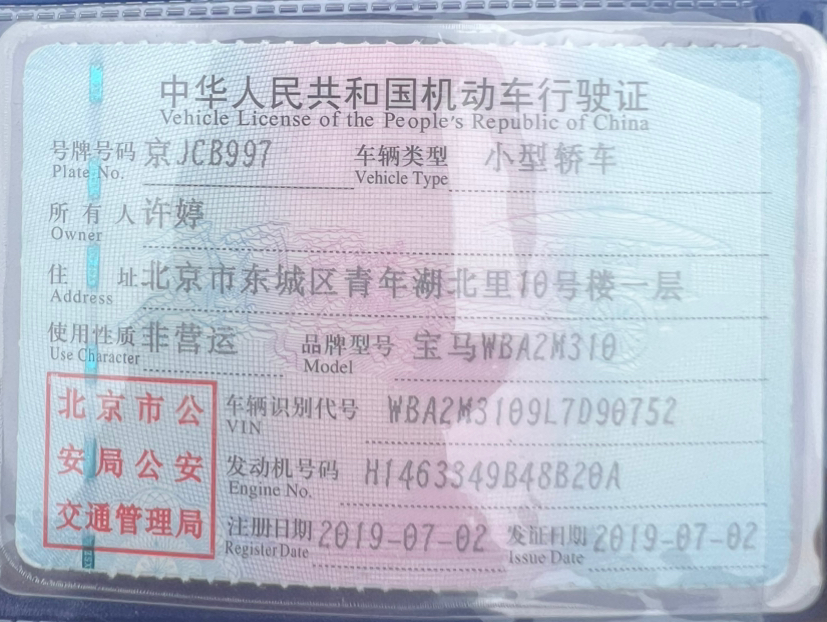 中华人民共和国机动车行驶证
Vehicle License of the People's Republic of China
号牌号码 京JCB997 车辆类型 小型轿车
Plate No. Vehicle Type
所有人 许婷
Owner
住址 北京市东城区青年湖北里10号楼一层
Address
使用性质 非营运 品牌型号 宝马WBA2M310
Use Character Model
北京市公
安局公安
交通管理局
车辆识别代号 WBA2M3109L7D90752
VIN
发动机号码 H1463349B48B20A
Engine No.
注册日期 2019-07-02 发证日期 2019-07-02
Register Date Issue Date